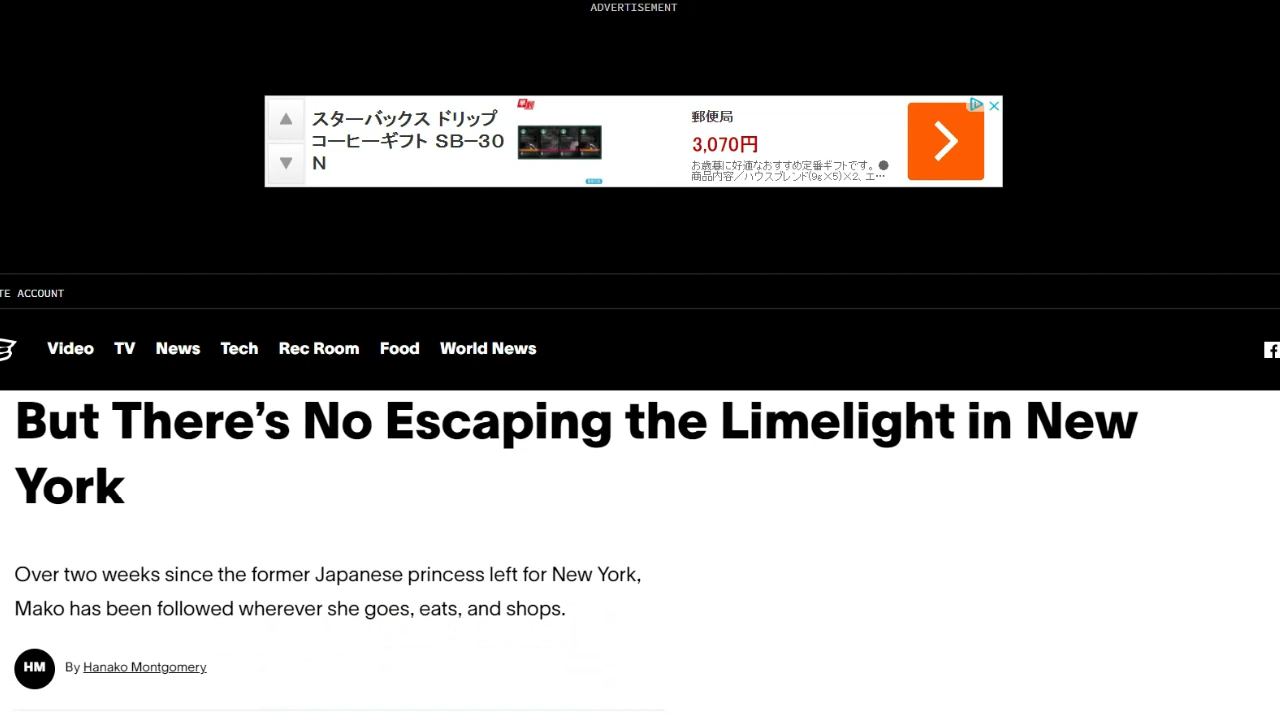 ADVERTISEMENT
スターバックス ドリップ
コーヒーギフト SB-30
N
郵便局
3,070円
お歳暮に好適なおすすめ定番ギフトです。●
商品内容/ハウスブレンド(9g×5)×2、エ…
TE ACCOUNT
Video TV News Tech Rec Room Food World News
But There's No Escaping the Limelight in New
York
Over two weeks since the former Japanese princess left for New York,
Mako has been followed wherever she goes, eats, and shops.
HM By Hanako Montgomery